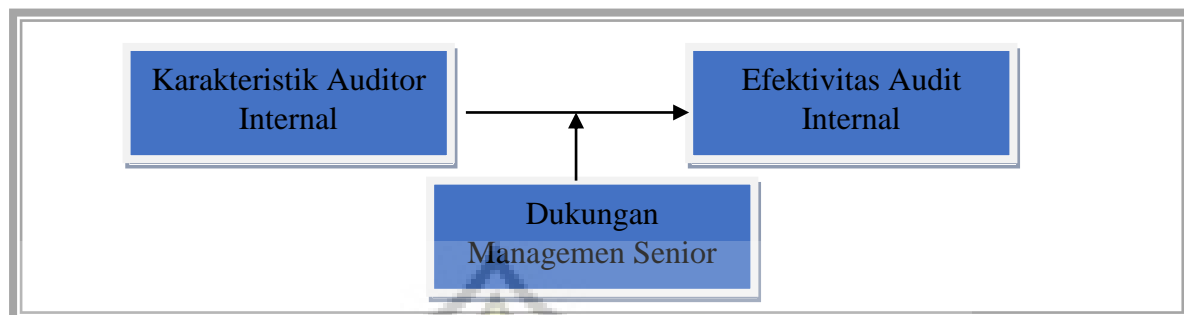 Karakteristik Auditor
Internal
Efektivitas Audit
Internal
Dukungan
Managemen Senior